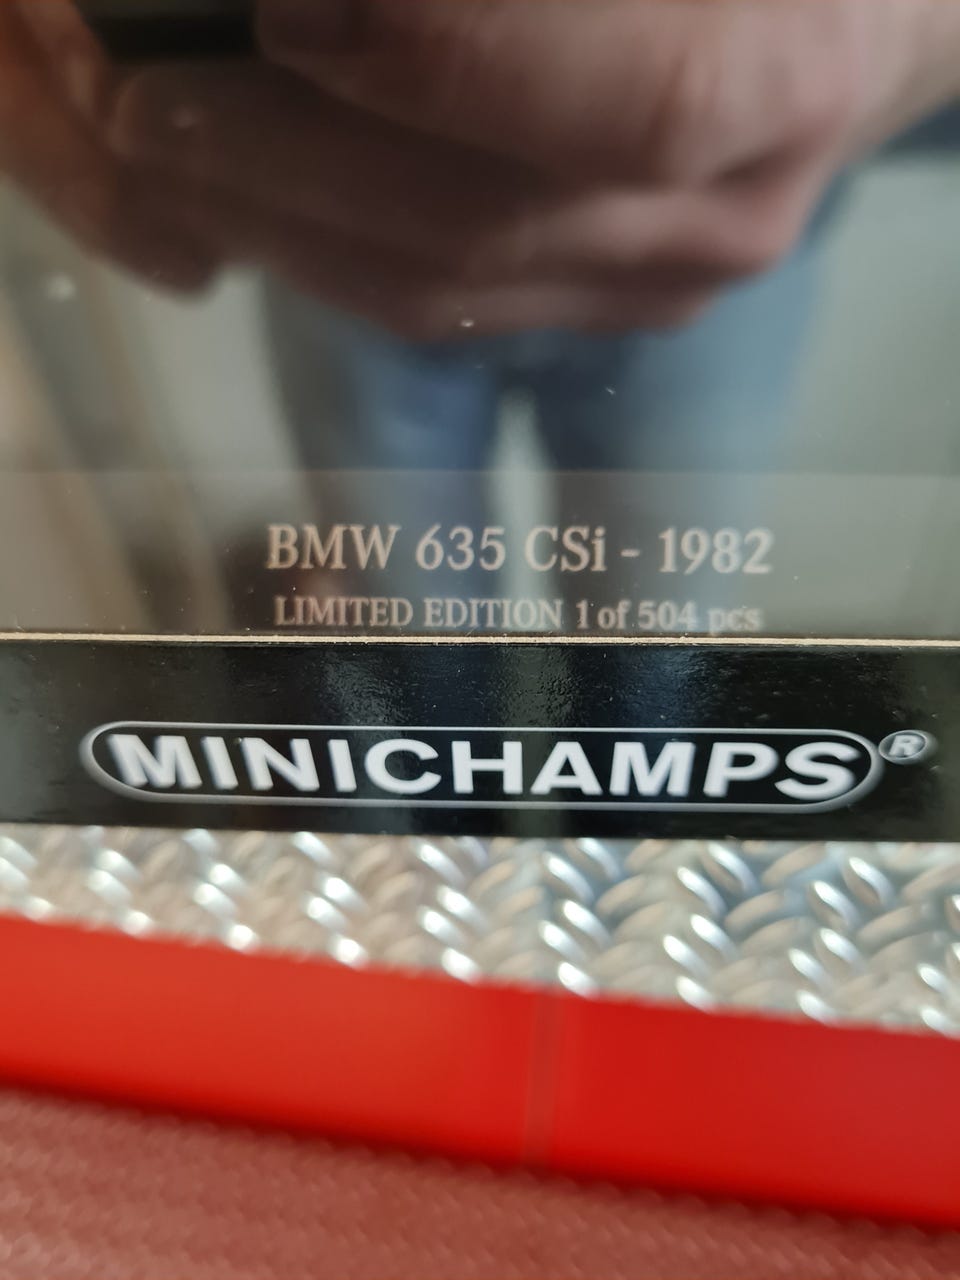 BMW 635 CSi - 1982
LIMITED EDITION 1 of 504 pcs
MINICHAMPS®